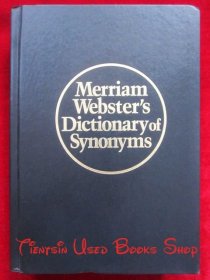 Merriam
Webster's
Dictionary of
Synonyms
Tientsin Used Books Shop